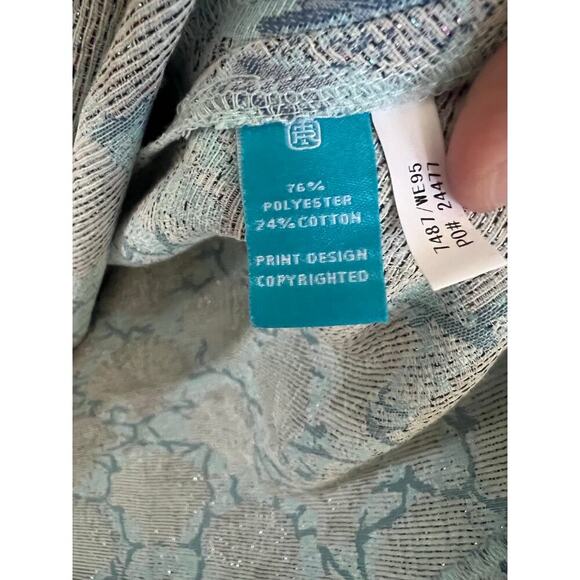 76%
POLYESTER
24% COTTON
PRINT DESIGN
COPYRIGHTED
7487/WE95
PO# 24477